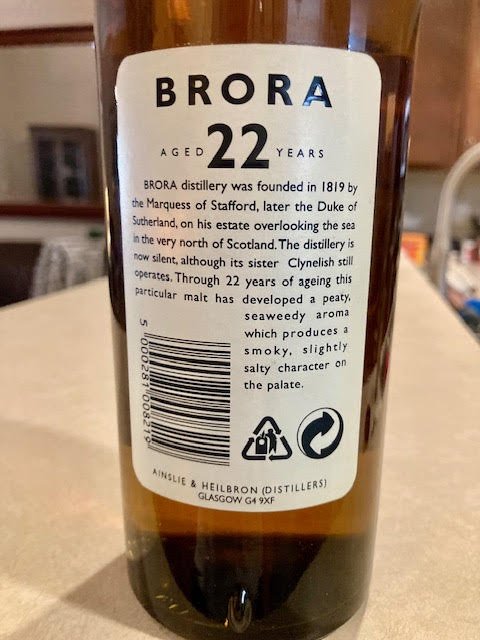 BRORA
AGED 22 YEARS
BRORA distillery was founded in 1819 by
the Marquess of Stafford, later the Duke of
Sutherland, on his estate overlooking the sea
in the very north of Scotland. The distillery is
now silent, although its sister Clynelish still
operates. Through 22 years of ageing this
particular malt has developed a peaty,
seaweedy aroma
which produces a
smoky, slightly
salty character on
the palate.
5 000281 008219
AINSLIE & HEILBRON (DISTILLERS)
GLASGOW G4 9XF